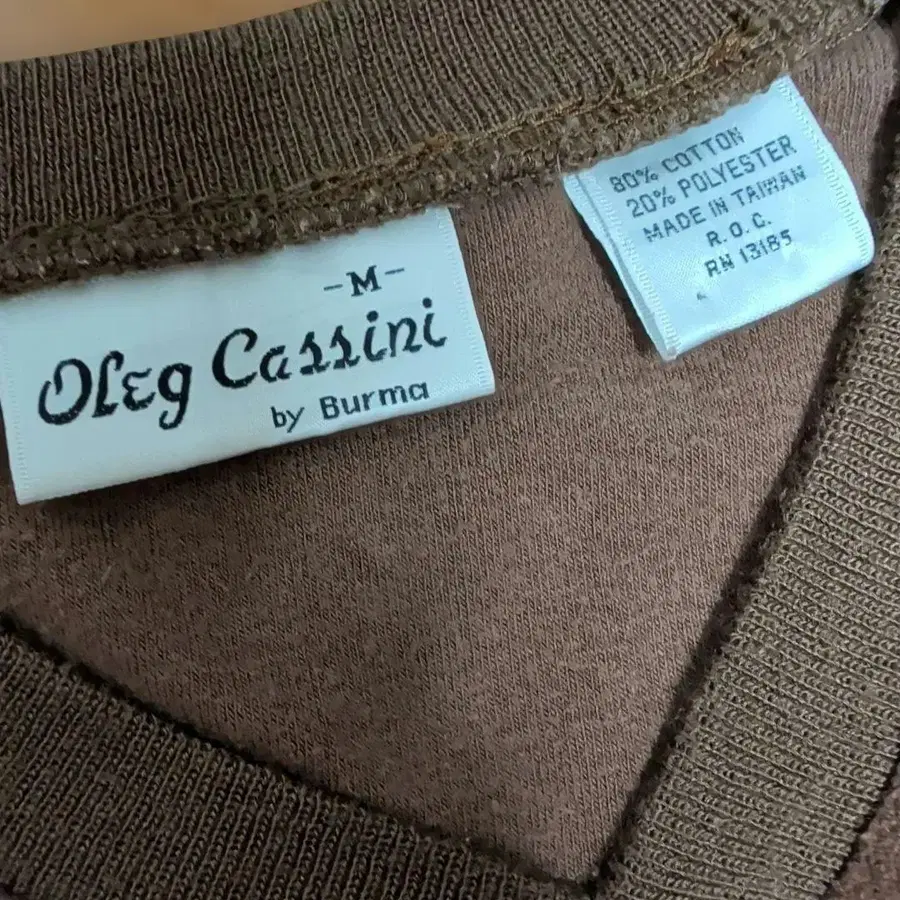 -M-
Oleg Cassini
by Burma
80% COTTON
20% POLYESTER
MADE IN TAIWAN
R.O.C.
RN 13185